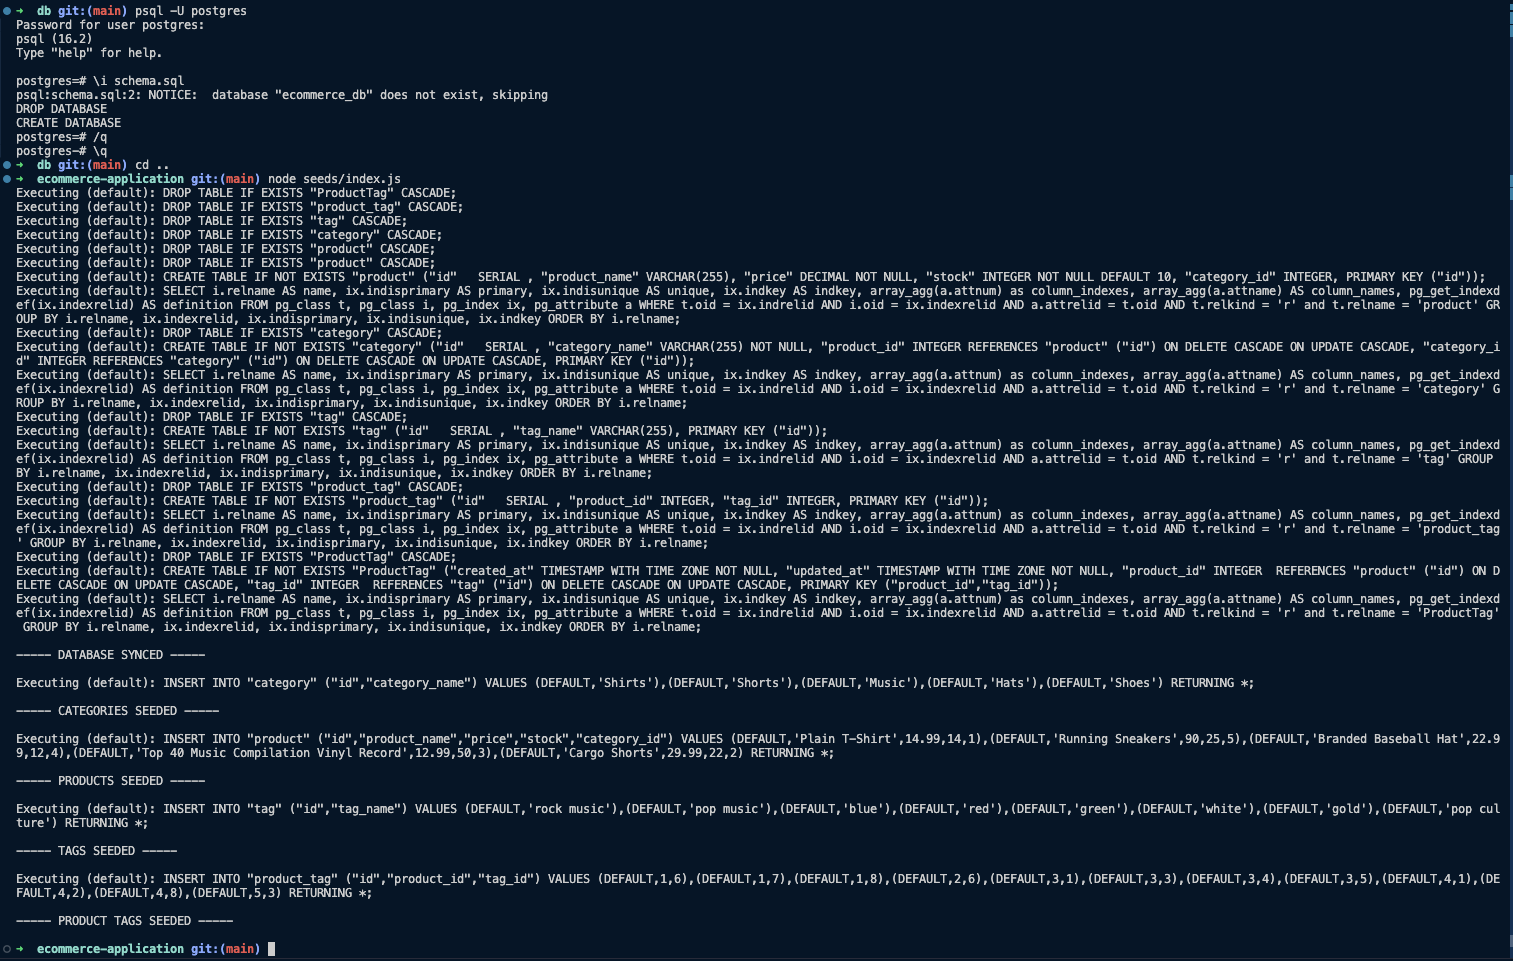 ➜  db git:(main) psql -U postgres
Password for user postgres:
psql (16.2)
Type "help" for help.
postgres=# \i schema.sql
psql:schema.sql:2: NOTICE:  database "ecommerce_db" does not exist, skipping
DROP DATABASE
CREATE DATABASE
postgres=# /q
postgres-# \q
➜  db git:(main) cd ..
➜  ecommerce-application git:(main) node seeds/index.js
Executing (default): DROP TABLE IF EXISTS "ProductTag" CASCADE;
Executing (default): DROP TABLE IF EXISTS "product_tag" CASCADE;
Executing (default): DROP TABLE IF EXISTS "tag" CASCADE;
Executing (default): DROP TABLE IF EXISTS "category" CASCADE;
Executing (default): DROP TABLE IF EXISTS "product" CASCADE;
Executing (default): DROP TABLE IF EXISTS "product" CASCADE;
Executing (default): CREATE TABLE IF NOT EXISTS "product" ("id"   SERIAL , "product_name" VARCHAR(255), "price" DECIMAL NOT NULL, "stock" INTEGER NOT NULL DEFAULT 10, "category_id" INTEGER, PRIMARY KEY ("id"));
Executing (default): SELECT i.relname AS name, ix.indisprimary AS primary, ix.indisunique AS unique, ix.indkey AS indkey, array_agg(a.attnum) as column_indexes, array_agg(a.attname) AS column_names, pg_get_indexd
ef(ix.indexrelid) AS definition FROM pg_class t, pg_class i, pg_index ix, pg_attribute a WHERE t.oid = ix.indrelid AND i.oid = ix.indexrelid AND a.attrelid = t.oid AND t.relkind = 'r' and t.relname = 'product' GR
OUP BY i.relname, ix.indexrelid, ix.indisprimary, ix.indisunique, ix.indkey ORDER BY i.relname;
Executing (default): DROP TABLE IF EXISTS "category" CASCADE;
Executing (default): CREATE TABLE IF NOT EXISTS "category" ("id"   SERIAL , "category_name" VARCHAR(255) NOT NULL, "product_id" INTEGER REFERENCES "product" ("id") ON DELETE CASCADE ON UPDATE CASCADE, "category_i
d" INTEGER REFERENCES "category" ("id") ON DELETE CASCADE ON UPDATE CASCADE, PRIMARY KEY ("id"));
Executing (default): SELECT i.relname AS name, ix.indisprimary AS primary, ix.indisunique AS unique, ix.indkey AS indkey, array_agg(a.attnum) as column_indexes, array_agg(a.attname) AS column_names, pg_get_indexd
ef(ix.indexrelid) AS definition FROM pg_class t, pg_class i, pg_index ix, pg_attribute a WHERE t.oid = ix.indrelid AND i.oid = ix.indexrelid AND a.attrelid = t.oid AND t.relkind = 'r' and t.relname = 'category' G
ROUP BY i.relname, ix.indexrelid, ix.indisprimary, ix.indisunique, ix.indkey ORDER BY i.relname;
Executing (default): DROP TABLE IF EXISTS "tag" CASCADE;
Executing (default): CREATE TABLE IF NOT EXISTS "tag" ("id"   SERIAL , "tag_name" VARCHAR(255), PRIMARY KEY ("id"));
Executing (default): SELECT i.relname AS name, ix.indisprimary AS primary, ix.indisunique AS unique, ix.indkey AS indkey, array_agg(a.attnum) as column_indexes, array_agg(a.attname) AS column_names, pg_get_indexd
ef(ix.indexrelid) AS definition FROM pg_class t, pg_class i, pg_index ix, pg_attribute a WHERE t.oid = ix.indrelid AND i.oid = ix.indexrelid AND a.attrelid = t.oid AND t.relkind = 'r' and t.relname = 'tag' GROUP
BY i.relname, ix.indexrelid, ix.indisprimary, ix.indisunique, ix.indkey ORDER BY i.relname;
Executing (default): DROP TABLE IF EXISTS "product_tag" CASCADE;
Executing (default): CREATE TABLE IF NOT EXISTS "product_tag" ("id"   SERIAL , "product_id" INTEGER, "tag_id" INTEGER, PRIMARY KEY ("id"));
Executing (default): SELECT i.relname AS name, ix.indisprimary AS primary, ix.indisunique AS unique, ix.indkey AS indkey, array_agg(a.attnum) as column_indexes, array_agg(a.attname) AS column_names, pg_get_indexd
ef(ix.indexrelid) AS definition FROM pg_class t, pg_class i, pg_index ix, pg_attribute a WHERE t.oid = ix.indrelid AND i.oid = ix.indexrelid AND a.attrelid = t.oid AND t.relkind = 'r' and t.relname = 'product_tag
' GROUP BY i.relname, ix.indexrelid, ix.indisprimary, ix.indisunique, ix.indkey ORDER BY i.relname;
Executing (default): DROP TABLE IF EXISTS "ProductTag" CASCADE;
Executing (default): CREATE TABLE IF NOT EXISTS "ProductTag" ("created_at" TIMESTAMP WITH TIME ZONE NOT NULL, "updated_at" TIMESTAMP WITH TIME ZONE NOT NULL, "product_id" INTEGER  REFERENCES "product" ("id") ON D
ELETE CASCADE ON UPDATE CASCADE, "tag_id" INTEGER  REFERENCES "tag" ("id") ON DELETE CASCADE ON UPDATE CASCADE, PRIMARY KEY ("product_id","tag_id"));
Executing (default): SELECT i.relname AS name, ix.indisprimary AS primary, ix.indisunique AS unique, ix.indkey AS indkey, array_agg(a.attnum) as column_indexes, array_agg(a.attname) AS column_names, pg_get_indexd
ef(ix.indexrelid) AS definition FROM pg_class t, pg_class i, pg_index ix, pg_attribute a WHERE t.oid = ix.indrelid AND i.oid = ix.indexrelid AND a.attrelid = t.oid AND t.relkind = 'r' and t.relname = 'ProductTag'
 GROUP BY i.relname, ix.indexrelid, ix.indisprimary, ix.indisunique, ix.indkey ORDER BY i.relname;
----- DATABASE SYNCED -----
Executing (default): INSERT INTO "category" ("id","category_name") VALUES (DEFAULT,'Shirts'),(DEFAULT,'Shorts'),(DEFAULT,'Music'),(DEFAULT,'Hats'),(DEFAULT,'Shoes') RETURNING *;
----- CATEGORIES SEEDED -----
Executing (default): INSERT INTO "product" ("id","product_name","price","stock","category_id") VALUES (DEFAULT,'Plain T-Shirt',14.99,14,1),(DEFAULT,'Running Sneakers',90,25,5),(DEFAULT,'Branded Baseball Hat',22.9
9,12,4),(DEFAULT,'Top 40 Music Compilation Vinyl Record',12.99,50,3),(DEFAULT,'Cargo Shorts',29.99,22,2) RETURNING *;
----- PRODUCTS SEEDED -----
Executing (default): INSERT INTO "tag" ("id","tag_name") VALUES (DEFAULT,'rock music'),(DEFAULT,'pop music'),(DEFAULT,'blue'),(DEFAULT,'red'),(DEFAULT,'green'),(DEFAULT,'white'),(DEFAULT,'gold'),(DEFAULT,'pop cul
ture') RETURNING *;
----- TAGS SEEDED -----
Executing (default): INSERT INTO "product_tag" ("id","product_id","tag_id") VALUES (DEFAULT,1,6),(DEFAULT,1,7),(DEFAULT,1,8),(DEFAULT,2,6),(DEFAULT,3,1),(DEFAULT,3,3),(DEFAULT,3,4),(DEFAULT,3,5),(DEFAULT,4,1),(DE
FAULT,4,2),(DEFAULT,4,8),(DEFAULT,5,3) RETURNING *;
----- PRODUCT TAGS SEEDED -----
➜  ecommerce-application git:(main)